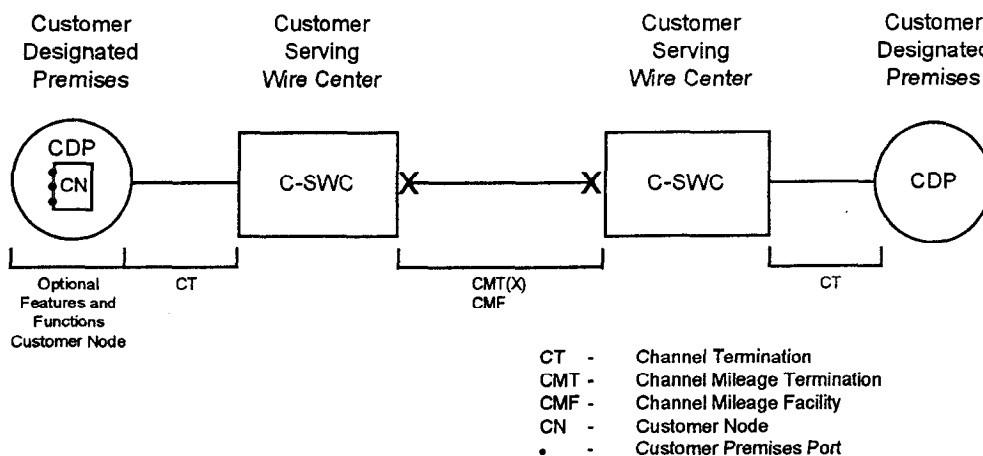 Customer
Designated
Premises
Customer
Serving
Wire Center
Customer
Serving
Wire Center
Customer
Designated
Premises
CDP
CN
C-SWC
X
X
C-SWC
CDP
Optional
Features and
Functions
Customer Node
CT
CMT(X)
CMF
CT
CT - Channel Termination
CMT - Channel Mileage Termination
CMF - Channel Mileage Facility
CN - Customer Node
• - Customer Premises Port